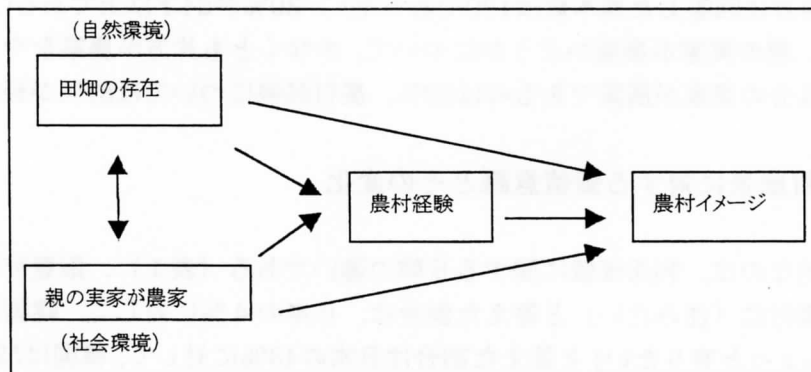 (自然環境)
田畑の存在
農村経験
農村イメージ
親の実家が農家
(社会環境)